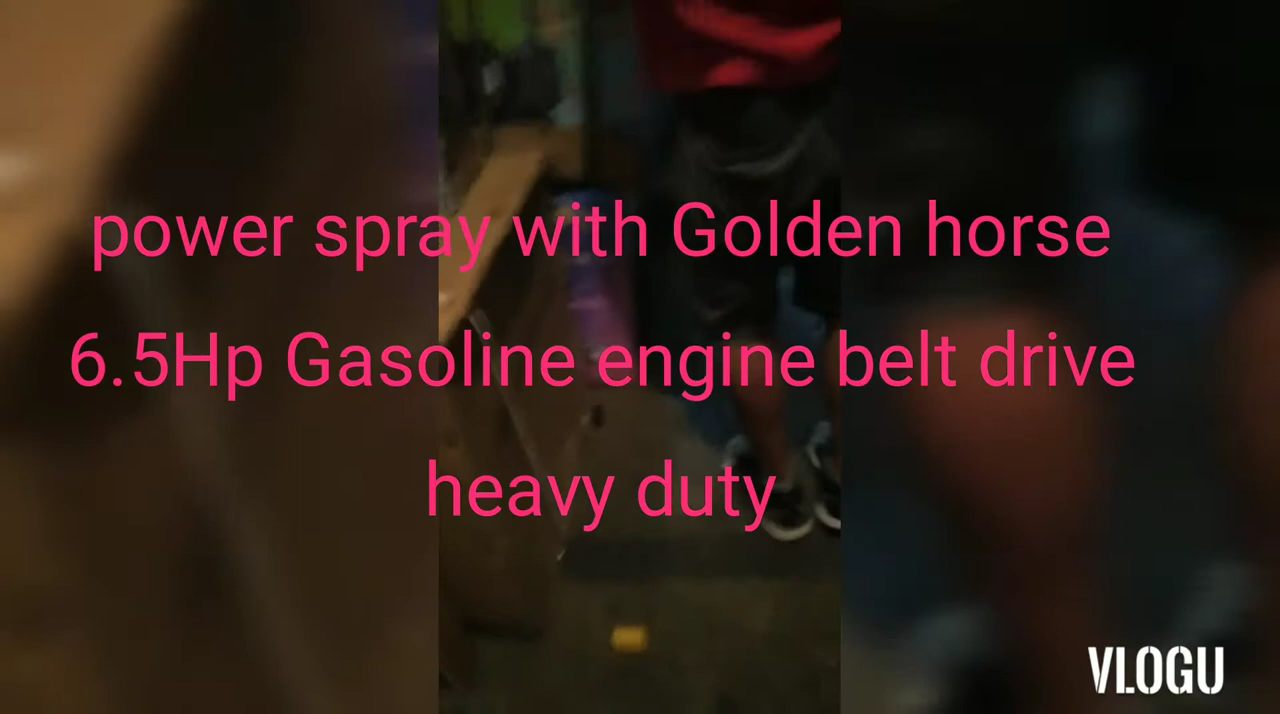 power spray with Golden horse
6.5Hp Gasoline engine belt drive
heavy duty
VLOGU